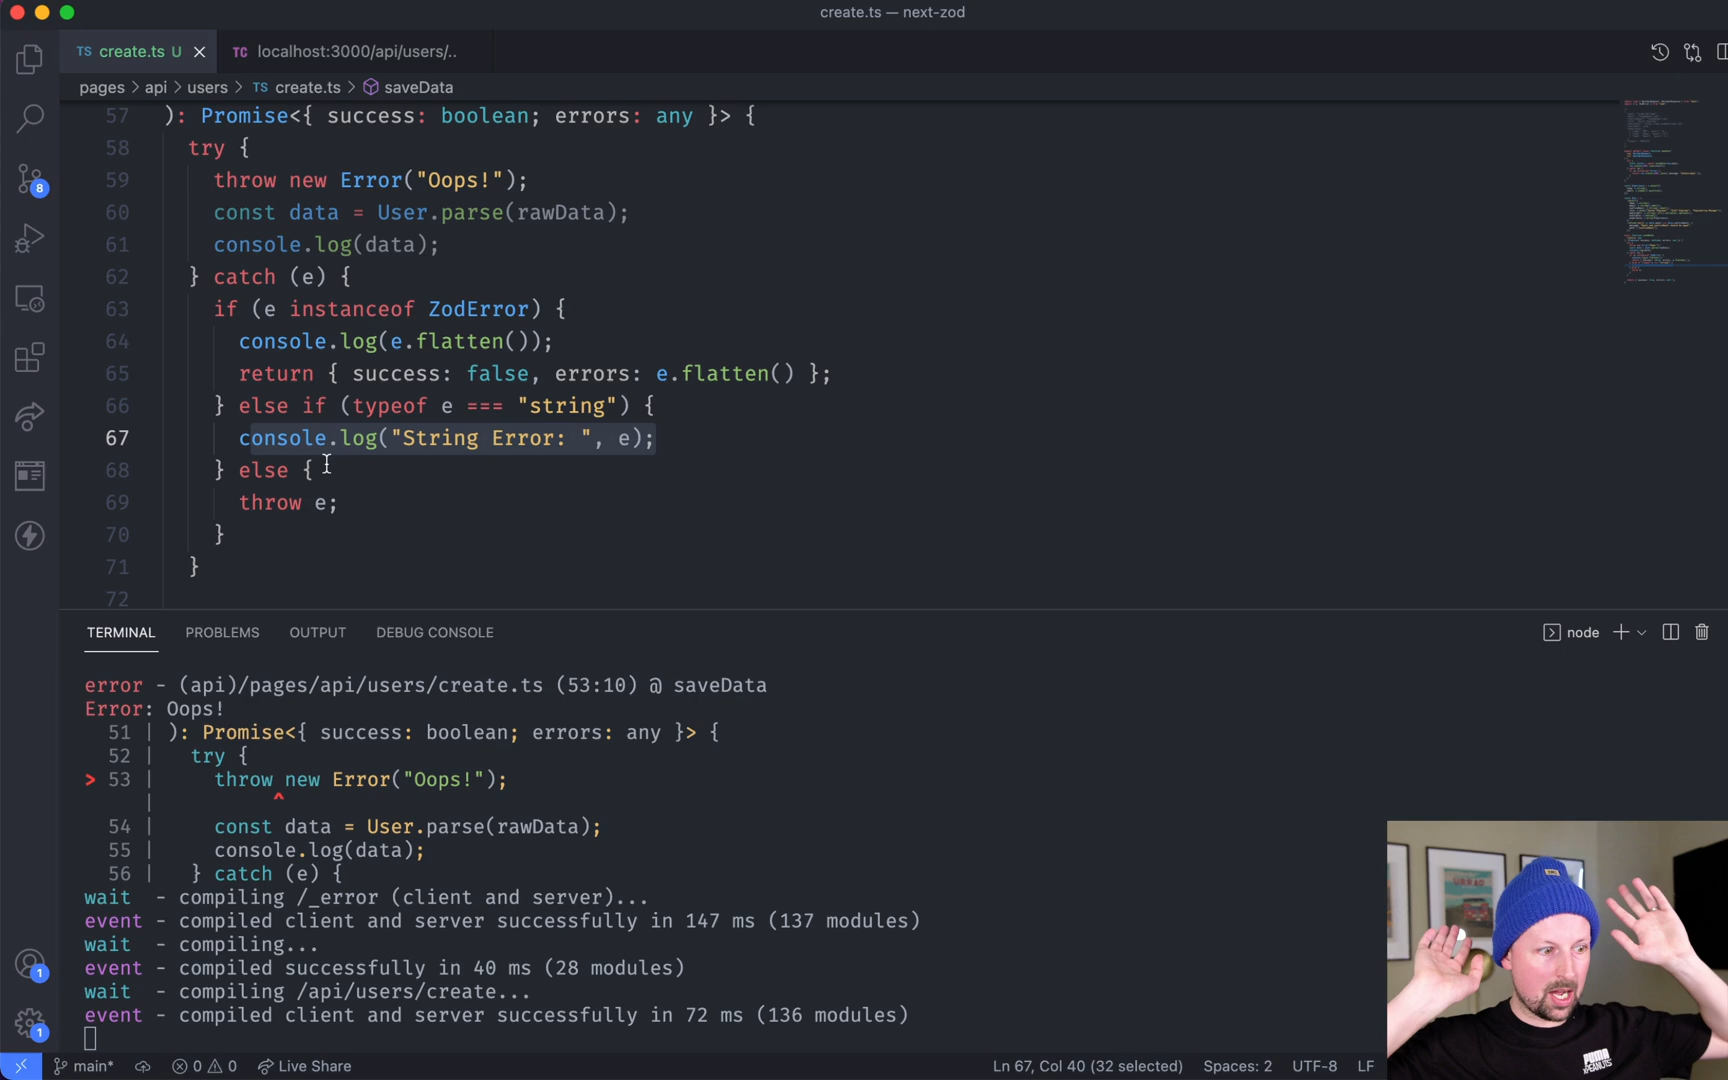 create.ts — next-zod
TS create.ts U
TC localhost:3000/api/users/..
pages > api > users > TS create.ts > saveData
57 ): Promise<{ success: boolean; errors: any }> {
58 try {
59 throw new Error("Oops!");
60 const data = User.parse(rawData);
61 console.log(data);
62 } catch (e) {
63 if (e instanceof ZodError) {
64 console.log(e.flatten());
65 return { success: false, errors: e.flatten() };
66 } else if (typeof e === "string") {
67 console.log("String Error: ", e);
68 } else {
69 throw e;
70 }
71 }
72
8
TERMINAL PROBLEMS OUTPUT DEBUG CONSOLE
node
error - (api)/pages/api/users/create.ts (53:10) @ saveData
Error: Oops!
51 | ): Promise<{ success: boolean; errors: any }> {
52 | try {
> 53 | throw new Error("Oops!");
| ^
54 | const data = User.parse(rawData);
55 | console.log(data);
56 | } catch (e) {
wait - compiling /_error (client and server)...
event - compiled client and server successfully in 147 ms (137 modules)
wait - compiling...
event - compiled successfully in 40 ms (28 modules)
wait - compiling /api/users/create...
event - compiled client and server successfully in 72 ms (136 modules)
1
1
main* 0 0 Live Share
Ln 67, Col 40 (32 selected) Spaces: 2 UTF-8 LF
PUMA
PEANUTS